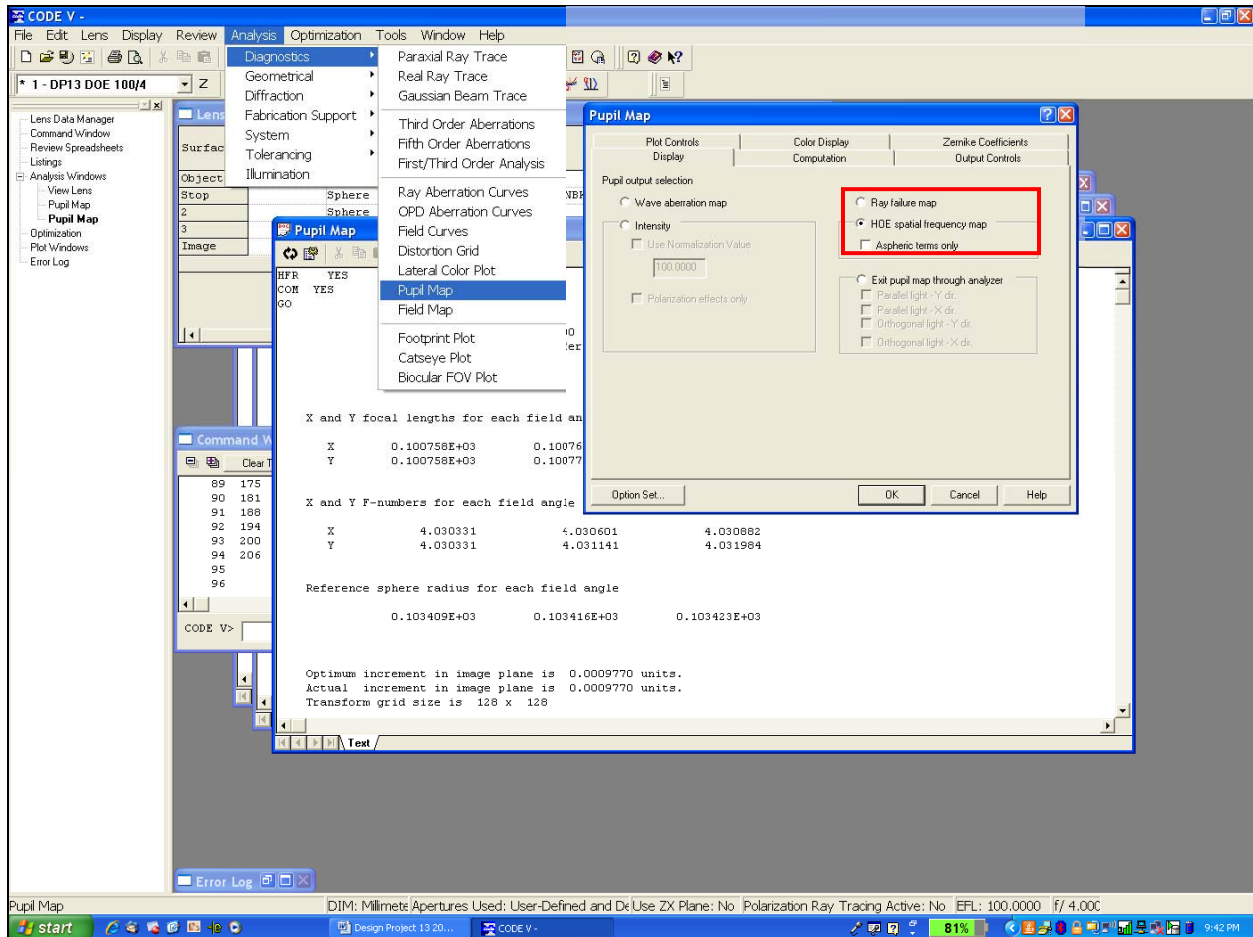 CODE V -
File Edit Lens Display Review Analysis Optimization Tools Window Help
* 1 - DP13 DOE 100/4
Z
Lens Data Manager
Command Window
Review Spreadsheets
Listings
Analysis Windows
View Lens
Pupil Map
Pupil Map
Optimization
Plot Windows
Error Log
Diagnostics
Geometrical
Diffraction
Fabrication Support
System
Tolerancing
Illumination
Paraxial Ray Trace
Real Ray Trace
Gaussian Beam Trace
Third Order Aberrations
Fifth Order Aberrations
First/Third Order Analysis
Ray Aberration Curves
OPD Aberration Curves
Field Curves
Distortion Grid
Lateral Color Plot
Pupil Map
Field Map
Footprint Plot
Catseye Plot
Biocular FOV Plot
Lens
Surfac
Object
Stop Sphere NBK
2 Sphere
3
Image
Pupil Map
HFR YES
COM YES
GO
X and Y focal lengths for each field an
X 0.100758E+03 0.10076
Y 0.100758E+03 0.10077
X and Y F-numbers for each field angle
X 4.030331 4.030601 4.030882
Y 4.030331 4.031141 4.031984
Reference sphere radius for each field angle
0.103409E+03 0.103416E+03 0.103423E+03
Optimum increment in image plane is 0.0009770 units.
Actual increment in image plane is 0.0009770 units.
Transform grid size is 128 x 128
Text
Pupil Map
Plot Controls Color Display Zernike Coefficients
Display Computation Output Controls
Pupil output selection
Wave aberration map
Intensity
Use Normalization Value
100.0000
Polarization effects only
Ray failure map
HOE spatial frequency map
Aspheric terms only
Exit pupil map through analyzer
Parallel light - Y dir.
Parallel light - X dir.
Orthogonal light - Y dir.
Orthogonal light - X dir.
Option Set... OK Cancel Help
Command W
Clear T
89 175
90 181
91 188
92 194
93 200
94 206
95
96
CODE V>
Error Log
Pupil Map DIM: Millimete Apertures Used: User-Defined and De Use ZX Plane: No Polarization Ray Tracing Active: No EFL: 100.0000 f/ 4.000
start Design Project 13 20... CODE V - 81% 9:42 PM